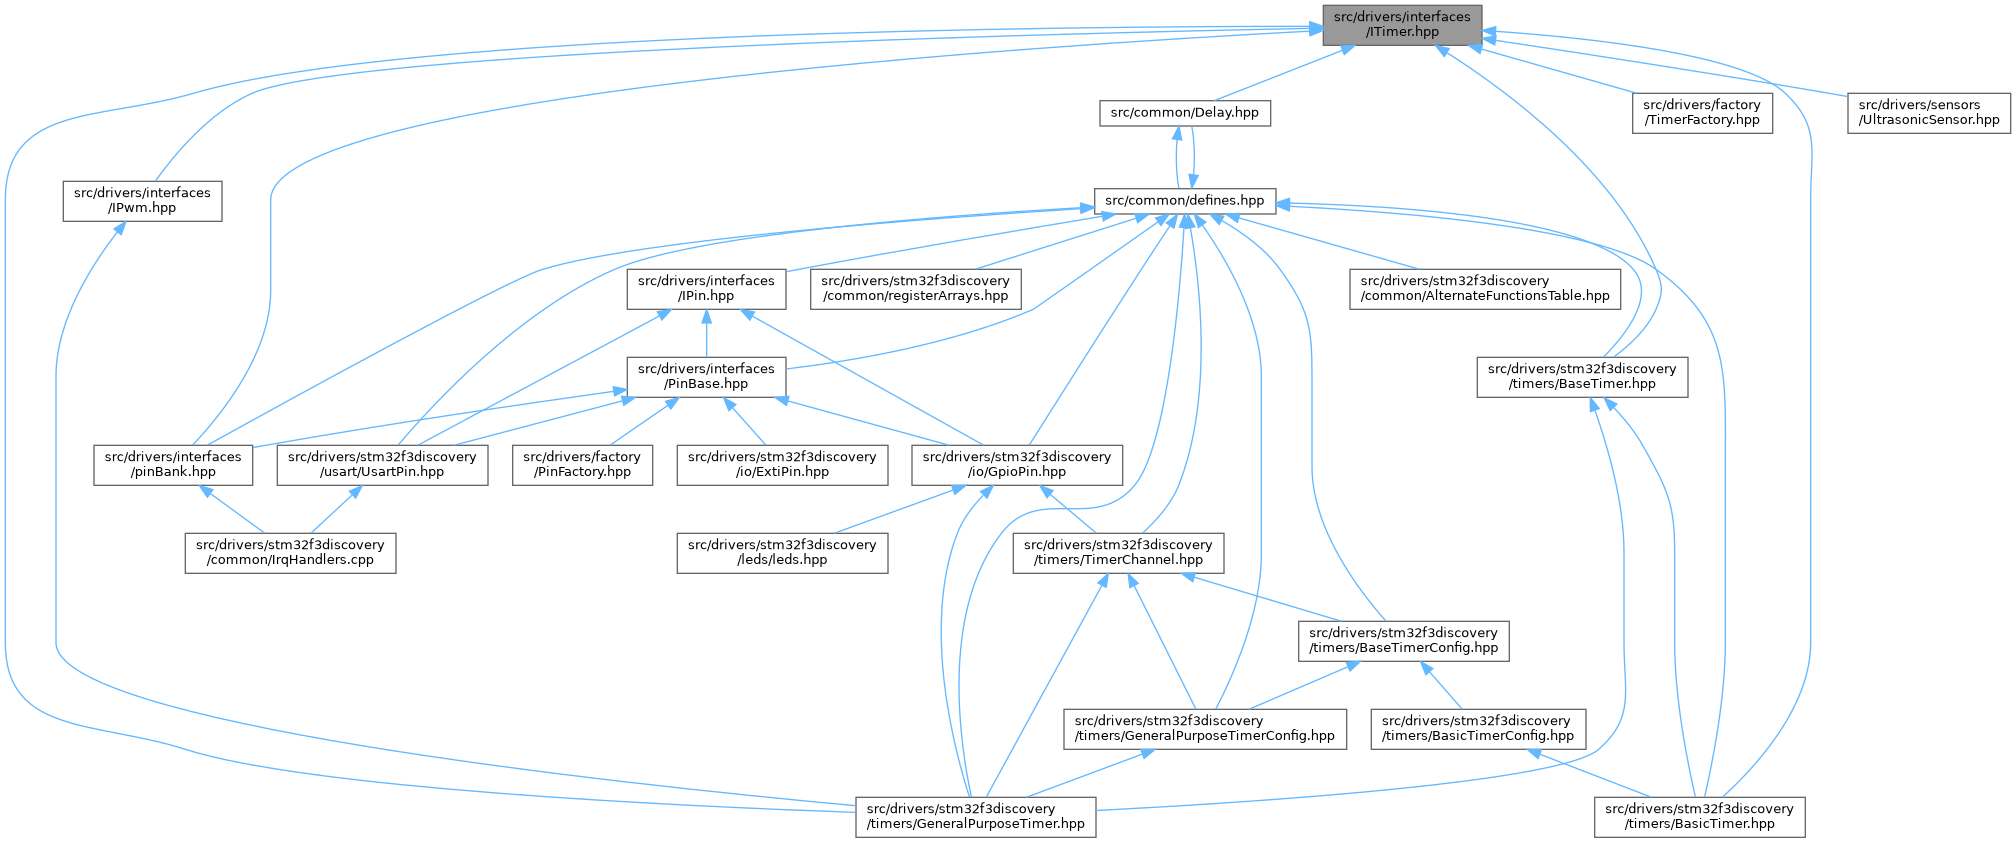 src/drivers/interfaces
/ITimer.hpp
src/common/Delay.hpp
src/drivers/factory
/TimerFactory.hpp
src/drivers/sensors
/UltrasonicSensor.hpp
src/drivers/interfaces
/IPwm.hpp
src/common/defines.hpp
src/drivers/interfaces
/IPin.hpp
src/drivers/stm32f3discovery
/common/registerArrays.hpp
src/drivers/stm32f3discovery
/common/AlternateFunctionsTable.hpp
src/drivers/interfaces
/PinBase.hpp
src/drivers/stm32f3discovery
/timers/BaseTimer.hpp
src/drivers/interfaces
/pinBank.hpp
src/drivers/stm32f3discovery
/usart/UsartPin.hpp
src/drivers/factory
/PinFactory.hpp
src/drivers/stm32f3discovery
/io/ExtiPin.hpp
src/drivers/stm32f3discovery
/io/GpioPin.hpp
src/drivers/stm32f3discovery
/common/IrqHandlers.cpp
src/drivers/stm32f3discovery
/leds/leds.hpp
src/drivers/stm32f3discovery
/timers/TimerChannel.hpp
src/drivers/stm32f3discovery
/timers/BaseTimerConfig.hpp
src/drivers/stm32f3discovery
/timers/GeneralPurposeTimerConfig.hpp
src/drivers/stm32f3discovery
/timers/BasicTimerConfig.hpp
src/drivers/stm32f3discovery
/timers/GeneralPurposeTimer.hpp
src/drivers/stm32f3discovery
/timers/BasicTimer.hpp